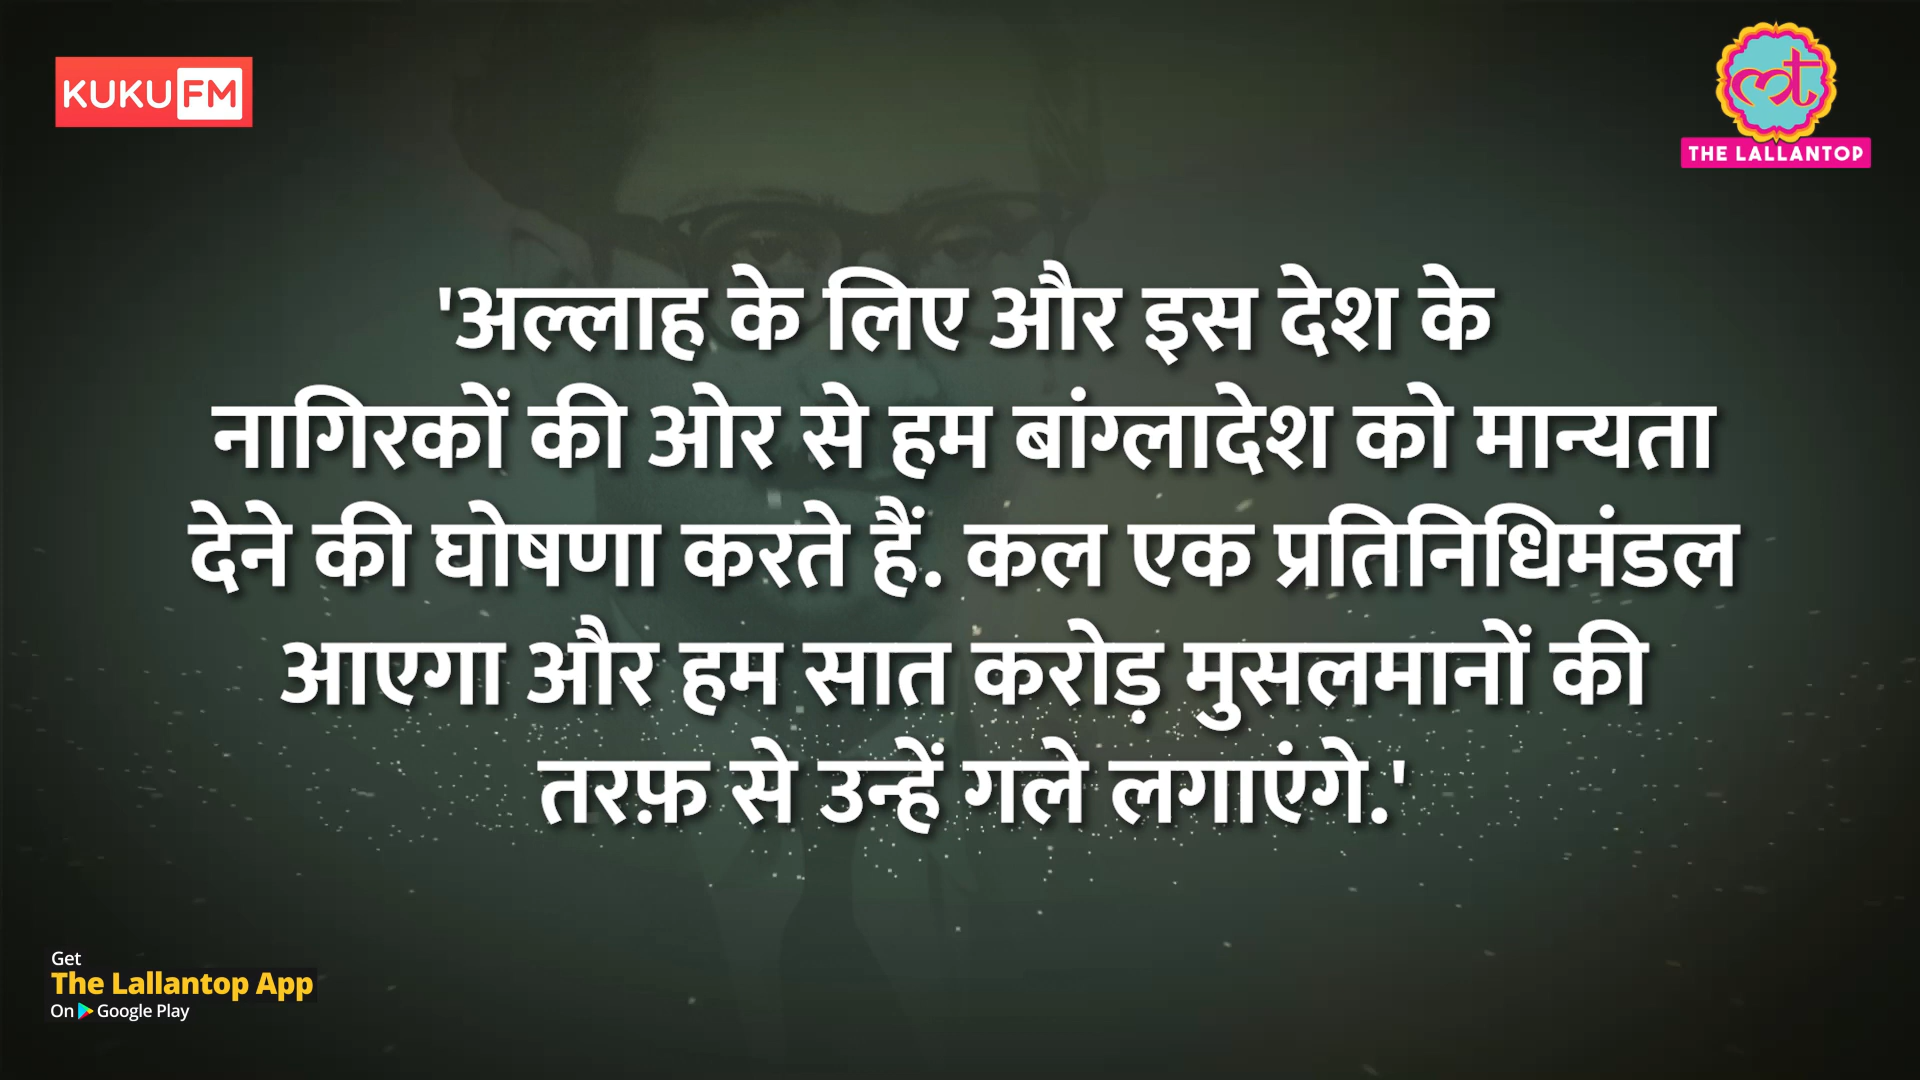 KUKU FM
THE LALLANTOP
'अल्लाह के लिए और इस देश के
नागिरकों की ओर से हम बांग्लादेश को मान्यता
देने की घोषणा करते हैं. कल एक प्रतिनिधिमंडल
आएगा और हम सात करोड़ मुसलमानों की
तरफ़ से उन्हें गले लगाएंगे.'
Get
The Lallantop App
On Google Play